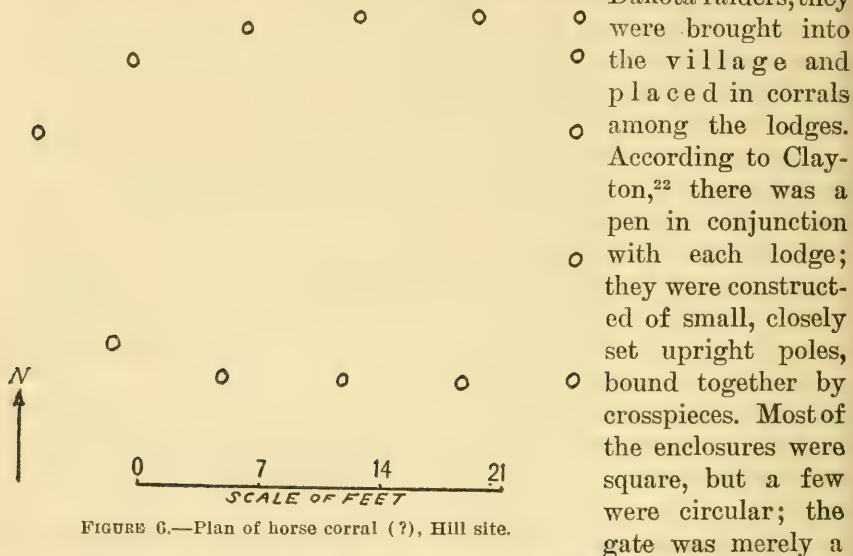 Dakota raiders, they
were brought into
the village and
placed in corrals
among the lodges.
According to Clay-
ton,²² there was a
pen in conjunction
with each lodge;
they were construct-
ed of small, closely
set upright poles,
bound together by
crosspieces. Most of
the enclosures were
square, but a few
were circular; the
gate was merely a
N
0 7 14 21
SCALE OF FEET
FIGURE 6.—Plan of horse corral (?), Hill site.